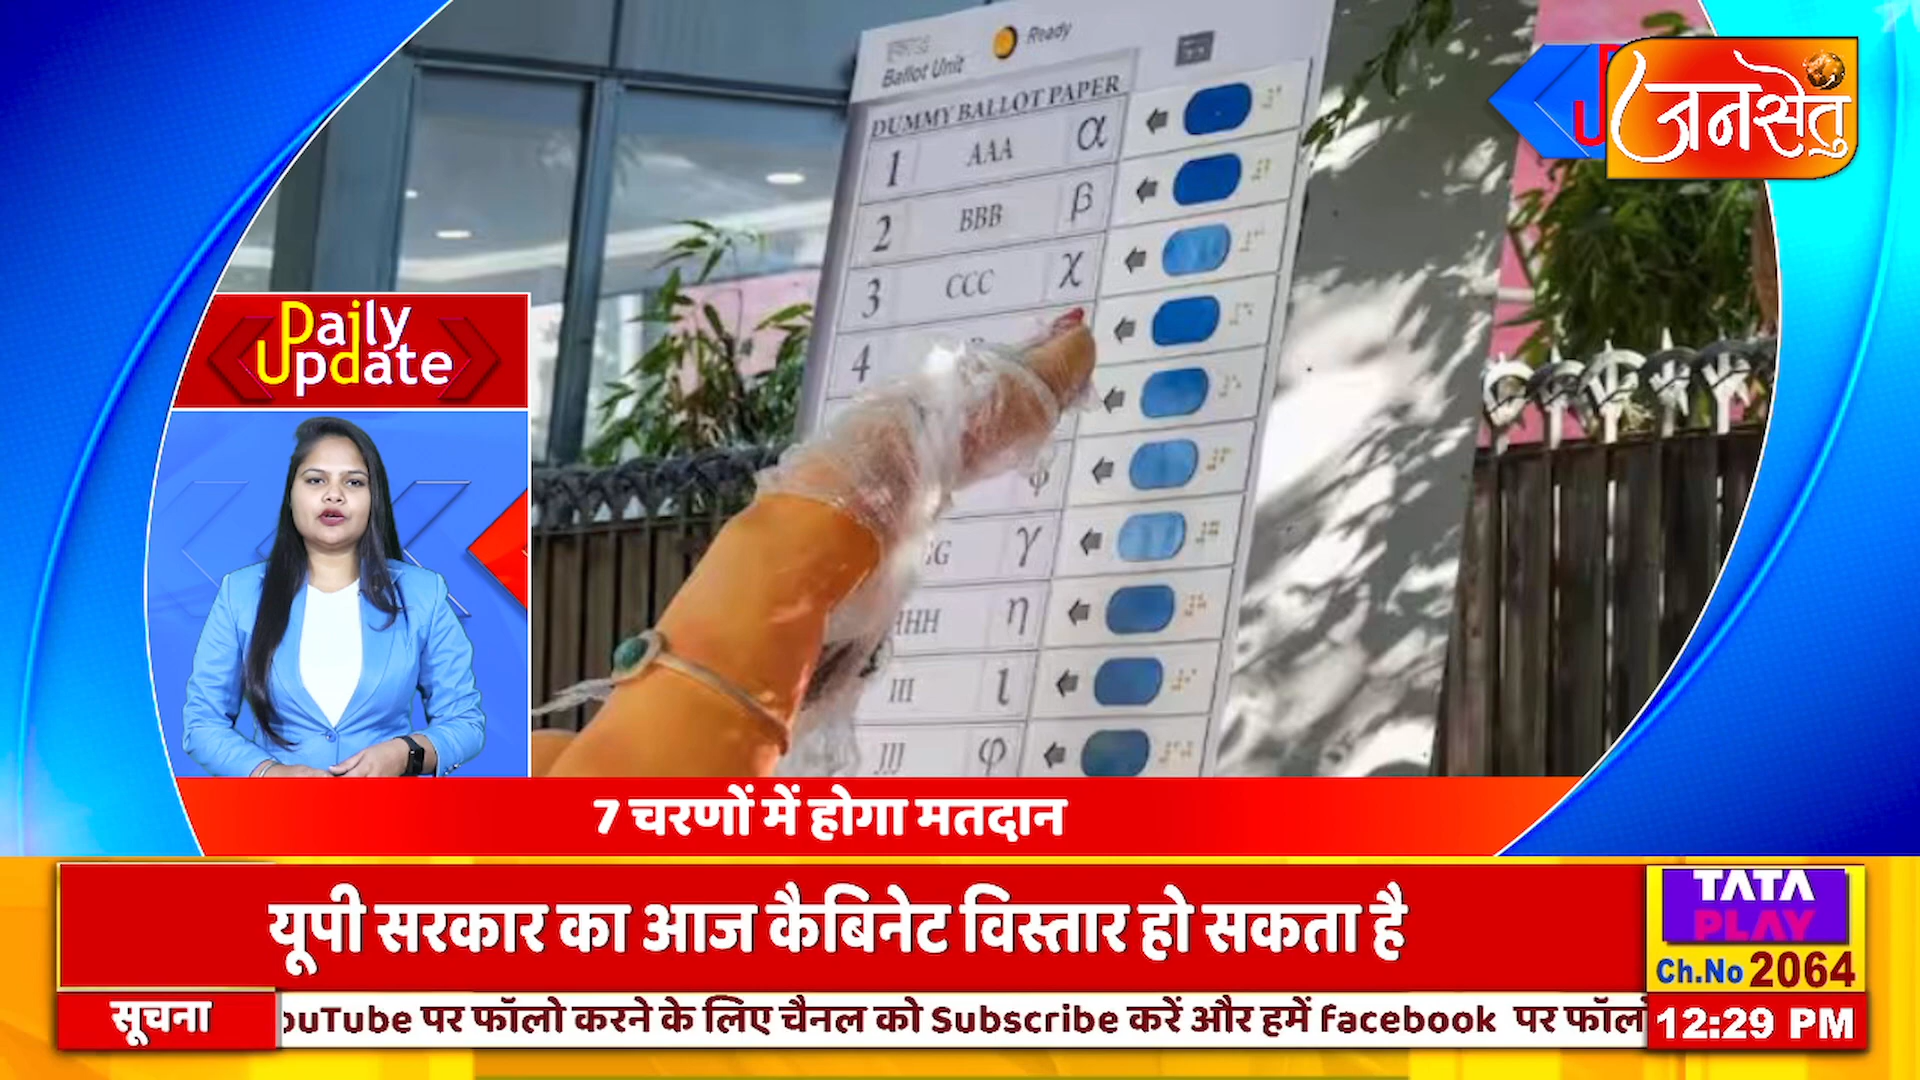 Ballot Unit
Ready
DUMMY BALLOT PAPER
1 AAA α
2 BBB β
3 CCC χ
4
φ
GG γ
HHH η
III ι
JJJ φ
जनसेतु
Daily
Update
7 चरणों में होगा मतदान
यूपी सरकार का आज कैबिनेट विस्तार हो सकता है
TATA
PLAY
Ch.No 2064
सूचना
ouTube पर फॉलो करने के लिए चैनल को Subscribe करें और हमें facebook पर फॉलो
12:29 PM